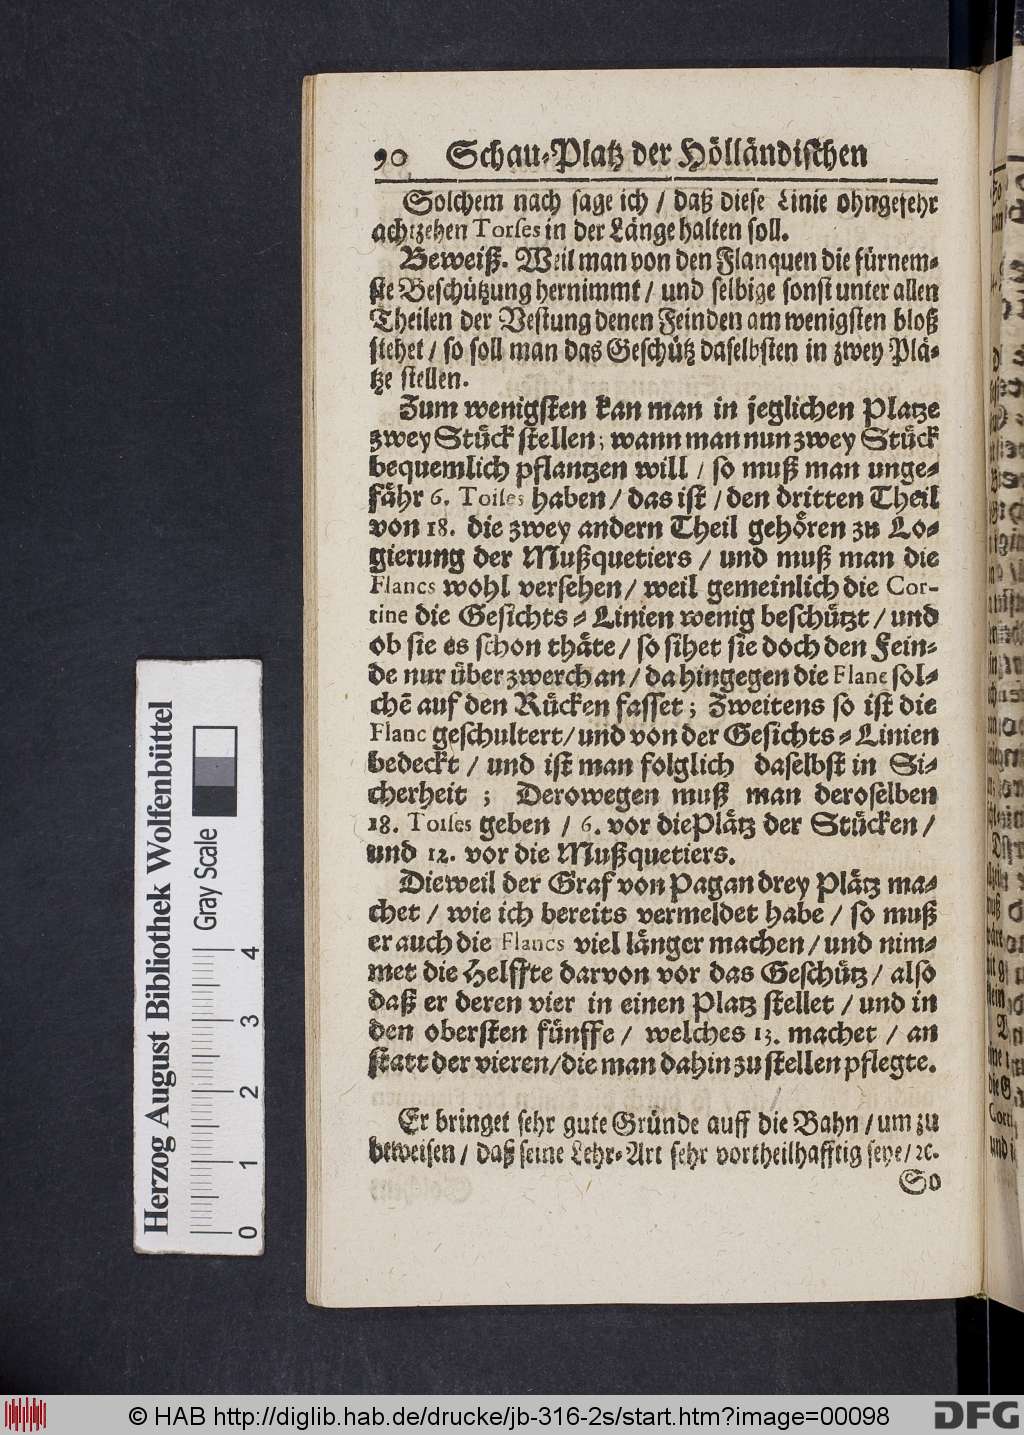 90 Schau-Platz der Hölländischen
Solchem nach sage ich / daß diese Linie ohngefehr
achtzehen Torses in der Länge halten soll.
Beweiß. Weil man von den Flanquen die fürnem-
ste Beschützung hernimmt / und selbige sonst unter allen
Theilen der Vestung denen Feinden am wenigsten bloß
stehet / so soll man das Geschütz daselbsten in zwey Plä-
tze stellen.
Zum wenigsten kan man in jeglichen Platze
zwey Stück stellen; wann man nun zwey Stück
bequemlich pflantzen will / so muß man unge-
fähr 6. Toises haben / das ist / den dritten Theil
von 18. die zwey andern Theil gehören zu Lo-
gierung der Mußquetiers / und muß man die
Flancs wohl versehen / weil gemeinlich die Cor-
tine die Gesichts-Linien wenig beschützt / und
ob sie es schon thäte / so sihet sie doch den Fein-
de nur über zwerch an / da hingegen die Flanc sol-
chē auf den Rücken fasset; Zweitens so ist die
Flanc geschultert / und von der Gesichts-Linien
bedeckt / und ist man folglich daselbst in Si-
cherheit; Derowegen muß man deroselben
18. Toises geben / 6. vor die Plätz der Stücken /
und 12. vor die Mußquetiers.
Dieweil der Graf von Pagan drey Plätz ma-
chet / wie ich bereits vermeldet habe / so muß
er auch die Flancs viel länger machen / und nim-
met die Helffte darvon vor das Geschütz / also
daß er deren vier in einen Platz stellet / und in
den obersten fünffe / welches 13. machet / an
statt der vieren / die man dahin zu stellen pflegte.
Er bringet sehr gute Gründe auff die Bahn / um zu
beweisen / daß seine Lehr-Art sehr vortheilhafftig seye / ꝛc.
So
Herzog August Bibliothek Wolfenbüttel
Gray Scale
0 1 2 3 4
© HAB http://diglib.hab.de/drucke/jb-316-2s/start.htm?image=00098
DFG